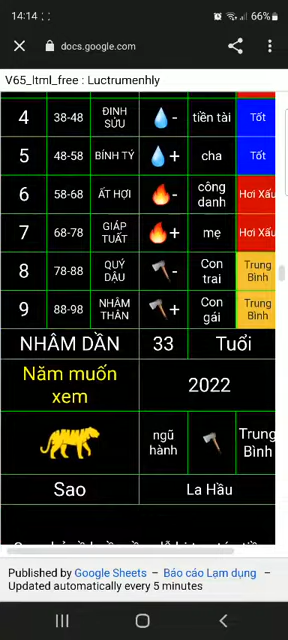 14:14
66%
docs.google.com
V65_ltml_free : Luctrumenhly
4 38-48 ĐINH SỬU - tiền tài Tốt
5 48-58 BÍNH TÝ + cha Tốt
6 58-68 ẤT HỢI - công danh Hơi Xấu
7 68-78 GIÁP TUẤT + mẹ Hơi Xấu
8 78-88 QUÝ DẬU - Con trai Trung Bình
9 88-98 NHÂM THÂN + Con gái Trung Bình
NHÂM DẦN 33 Tuổi
Năm muốn xem 2022
ngũ hành Trung Bình
Sao La Hầu
Published by Google Sheets – Báo cáo Lạm dụng –
Updated automatically every 5 minutes